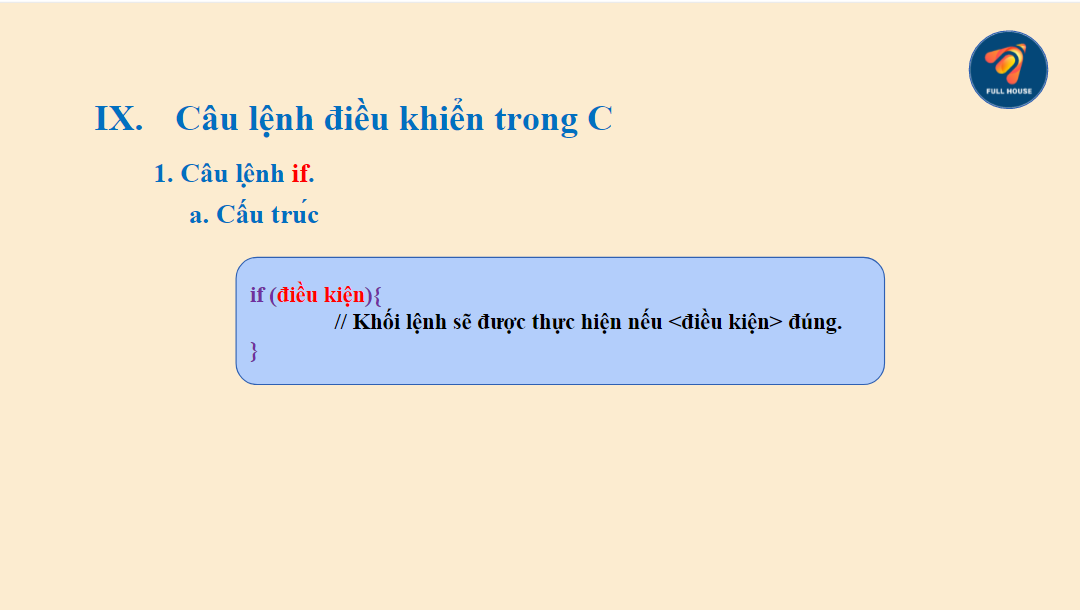 FULL HOUSE
IX. Câu lệnh điều khiển trong C
1. Câu lệnh if.
a. Cấu trúc
if (điều kiện){
// Khối lệnh sẽ được thực hiện nếu <điều kiện> đúng.
}